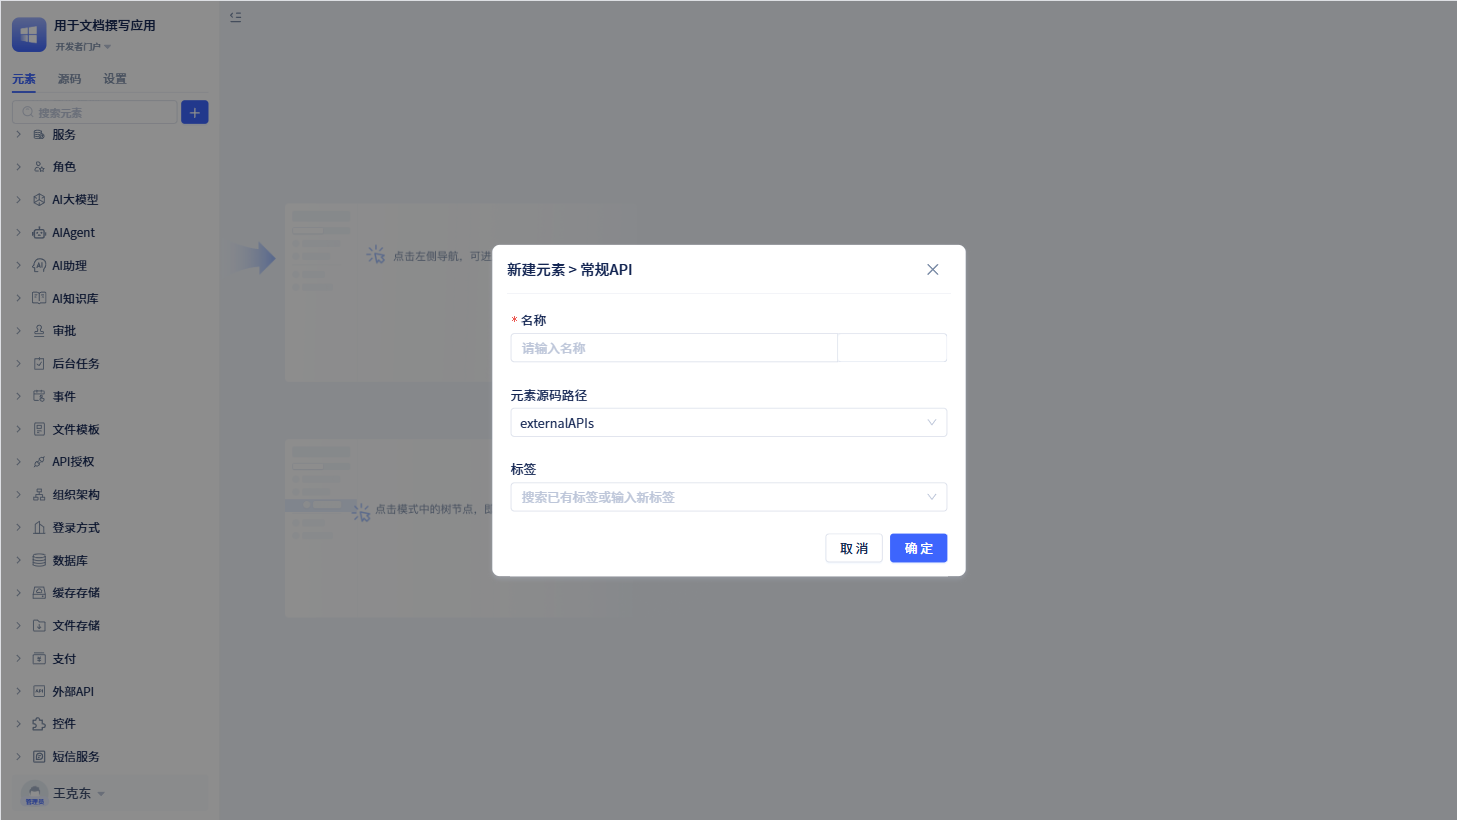 用于文档撰写应用
开发者门户
元素 源码 设置
搜索元素
服务
角色
AI大模型
AIAgent
AI助理
AI知识库
审批
后台任务
事件
文件模板
API授权
组织架构
登录方式
数据库
缓存存储
文件存储
支付
外部API
控件
短信服务
管理员
王克东
点击左侧导航，可进
点击模式中的树节点，即
新建元素 > 常规API
* 名称
请输入名称
元素源码路径
externalAPIs
标签
搜索已有标签或输入新标签
取消 确定